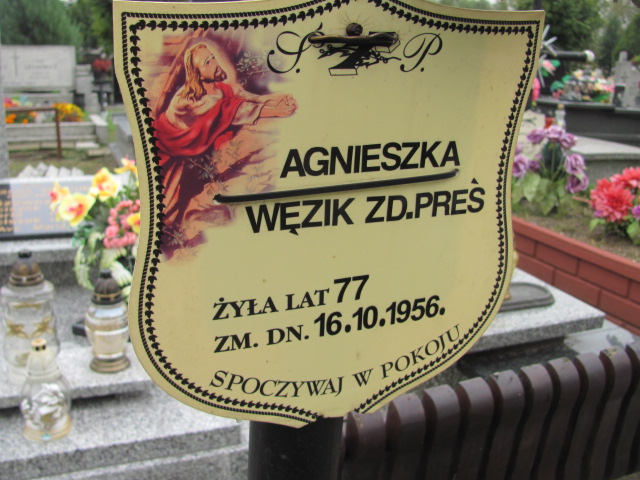 Ś. P.
AGNIESZKA
WĘZIK ZD.PREŚ
ŻYŁA LAT 77
ZM. DN. 16.10.1956.
SPOCZYWAJ W POKOJU